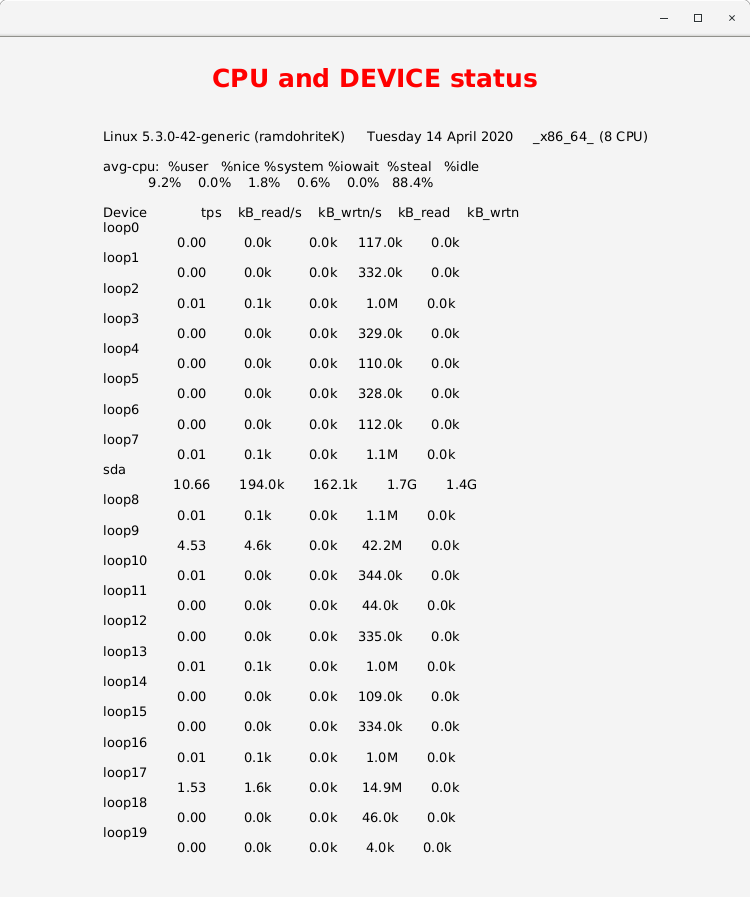 CPU and DEVICE status
Linux 5.3.0-42-generic (ramdohriteK) Tuesday 14 April 2020 _x86_64_ (8 CPU)
avg-cpu: %user %nice %system %iowait %steal %idle
9.2% 0.0% 1.8% 0.6% 0.0% 88.4%
Device tps kB_read/s kB_wrtn/s kB_read kB_wrtn
loop0
0.00 0.0k 0.0k 117.0k 0.0k
loop1
0.00 0.0k 0.0k 332.0k 0.0k
loop2
0.01 0.1k 0.0k 1.0M 0.0k
loop3
0.00 0.0k 0.0k 329.0k 0.0k
loop4
0.00 0.0k 0.0k 110.0k 0.0k
loop5
0.00 0.0k 0.0k 328.0k 0.0k
loop6
0.00 0.0k 0.0k 112.0k 0.0k
loop7
0.01 0.1k 0.0k 1.1M 0.0k
sda
10.66 194.0k 162.1k 1.7G 1.4G
loop8
0.01 0.1k 0.0k 1.1M 0.0k
loop9
4.53 4.6k 0.0k 42.2M 0.0k
loop10
0.01 0.0k 0.0k 344.0k 0.0k
loop11
0.00 0.0k 0.0k 44.0k 0.0k
loop12
0.00 0.0k 0.0k 335.0k 0.0k
loop13
0.01 0.1k 0.0k 1.0M 0.0k
loop14
0.00 0.0k 0.0k 109.0k 0.0k
loop15
0.00 0.0k 0.0k 334.0k 0.0k
loop16
0.01 0.1k 0.0k 1.0M 0.0k
loop17
1.53 1.6k 0.0k 14.9M 0.0k
loop18
0.00 0.0k 0.0k 46.0k 0.0k
loop19
0.00 0.0k 0.0k 4.0k 0.0k